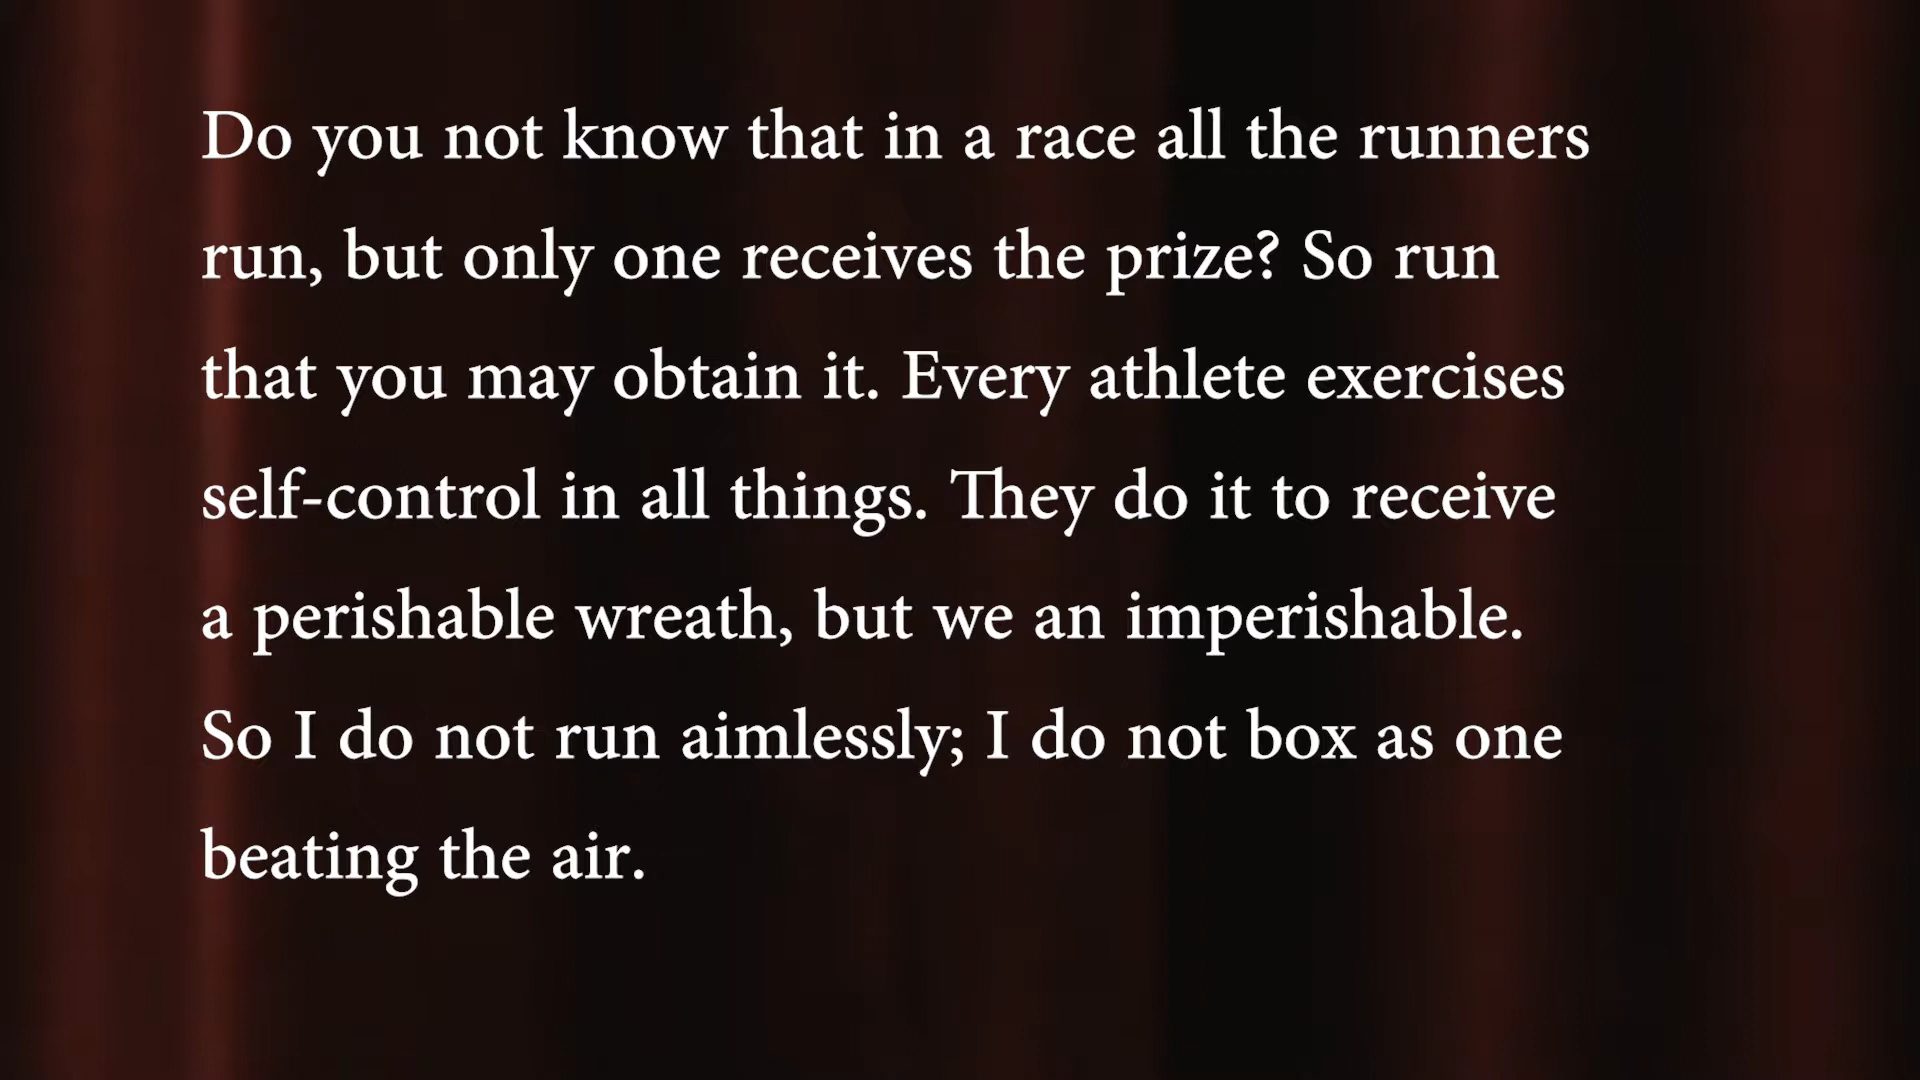 Do you not know that in a race all the runners
run, but only one receives the prize? So run
that you may obtain it. Every athlete exercises
self-control in all things. They do it to receive
a perishable wreath, but we an imperishable.
So I do not run aimlessly; I do not box as one
beating the air.